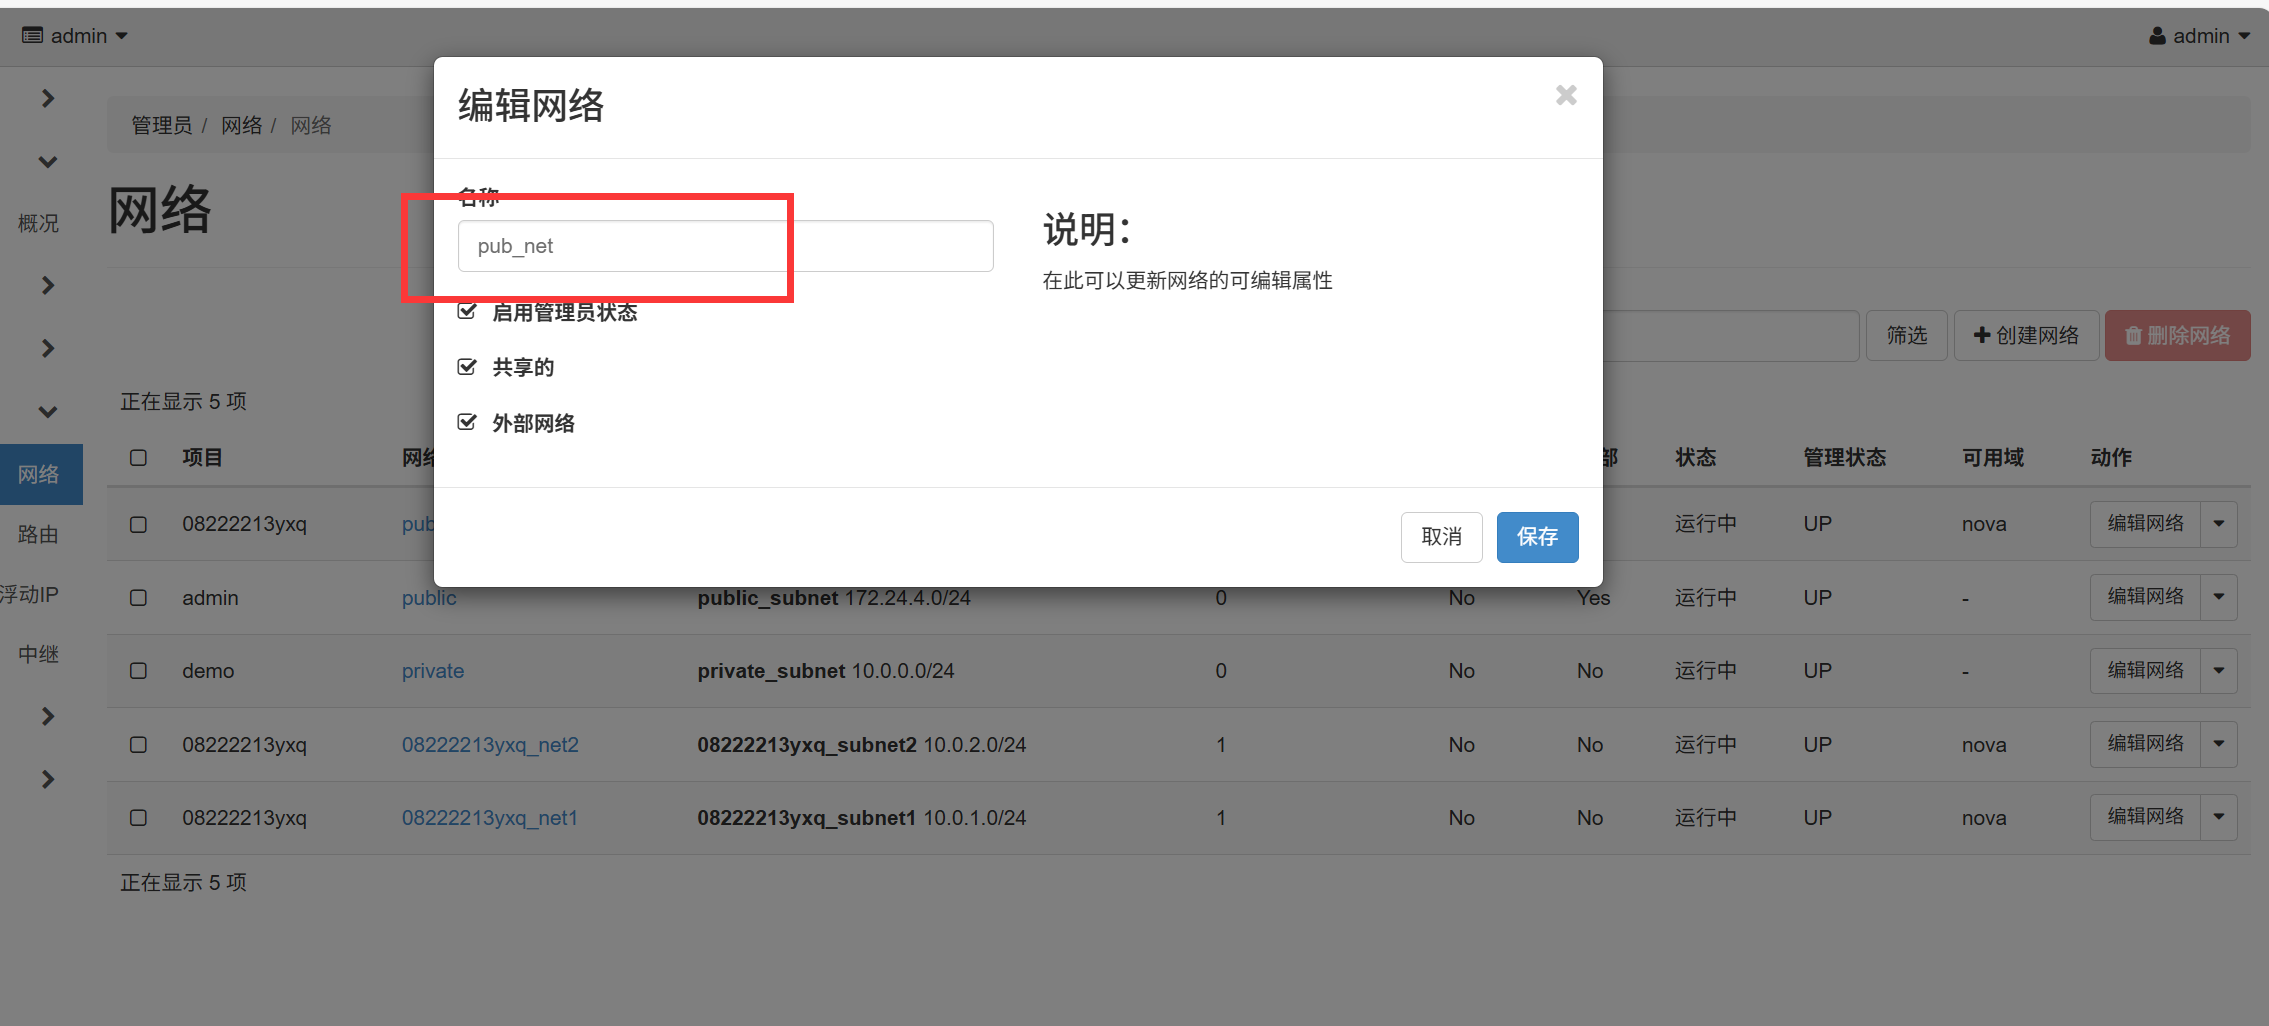 admin
admin
编辑网络
管理员 / 网络 / 网络
网络
概况
名称
pub_net
说明：
在此可以更新网络的可编辑属性
启用管理员状态
共享的
外部网络
筛选
创建网络
删除网络
正在显示 5 项
项目 网络 部 状态 管理状态 可用域 动作
网络
路由
浮动IP
中继
取消
保存
08222213yxq pub 运行中 UP nova 编辑网络
admin public public_subnet 172.24.4.0/24 0 No Yes 运行中 UP - 编辑网络
demo private private_subnet 10.0.0.0/24 0 No No 运行中 UP - 编辑网络
08222213yxq 08222213yxq_net2 08222213yxq_subnet2 10.0.2.0/24 1 No No 运行中 UP nova 编辑网络
08222213yxq 08222213yxq_net1 08222213yxq_subnet1 10.0.1.0/24 1 No No 运行中 UP nova 编辑网络
正在显示 5 项